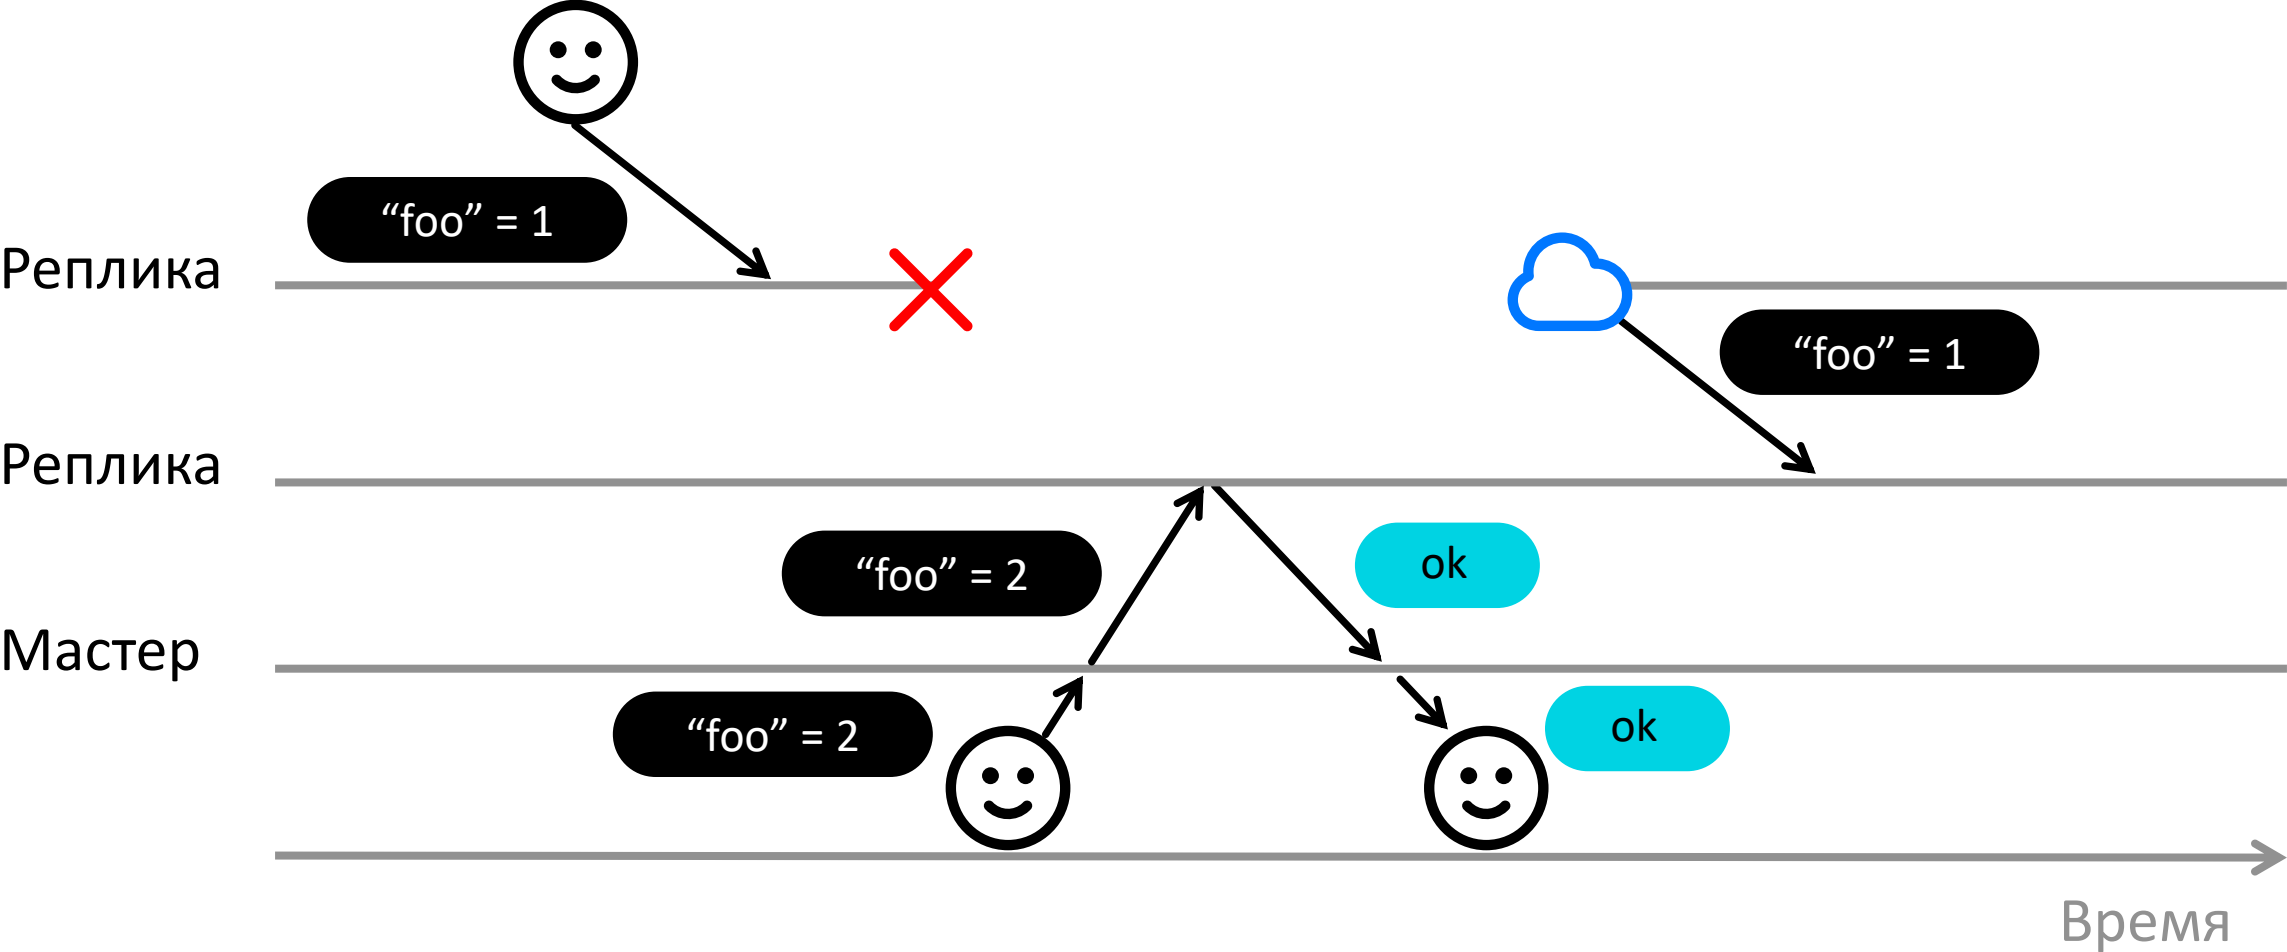 “foo” = 1
Реплика
“foo” = 1
Реплика
“foo” = 2
ok
Мастер
“foo” = 2
ok
Время